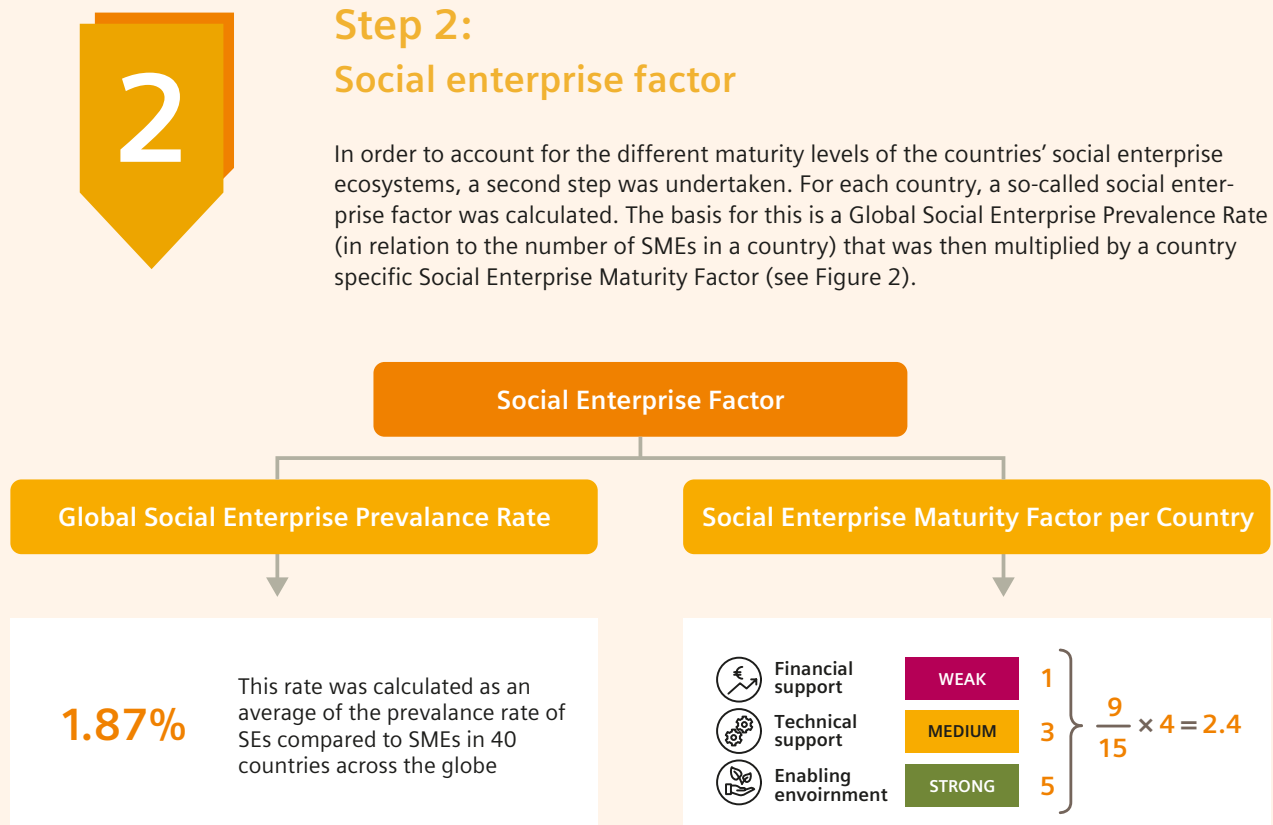 2
Step 2:
Social enterprise factor
In order to account for the different maturity levels of the countries’ social enterprise
ecosystems, a second step was undertaken. For each country, a so-called social enter-
prise factor was calculated. The basis for this is a Global Social Enterprise Prevalence Rate
(in relation to the number of SMEs in a country) that was then multiplied by a country
specific Social Enterprise Maturity Factor (see Figure 2).
Social Enterprise Factor
Global Social Enterprise Prevalance Rate
1.87%
This rate was calculated as an
average of the prevalance rate of
SEs compared to SMEs in 40
countries across the globe
Social Enterprise Maturity Factor per Country
Financial
support
WEAK
1
Technical
support
MEDIUM
3
Enabling
envoirnment
STRONG
5
9
15
× 4 = 2.4